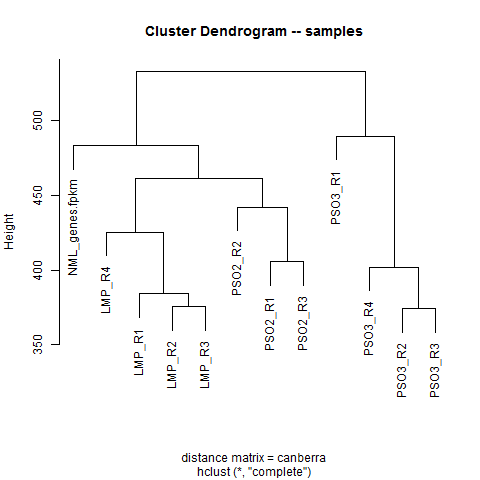 Cluster Dendrogram -- samples
Height
500
450
400
350
NML_genes.fpkm
LMP_R4
LMP_R1
LMP_R2
LMP_R3
PSO2_R2
PSO2_R1
PSO2_R3
PSO3_R1
PSO3_R4
PSO3_R2
PSO3_R3
distance matrix = canberra
hclust (*, "complete")